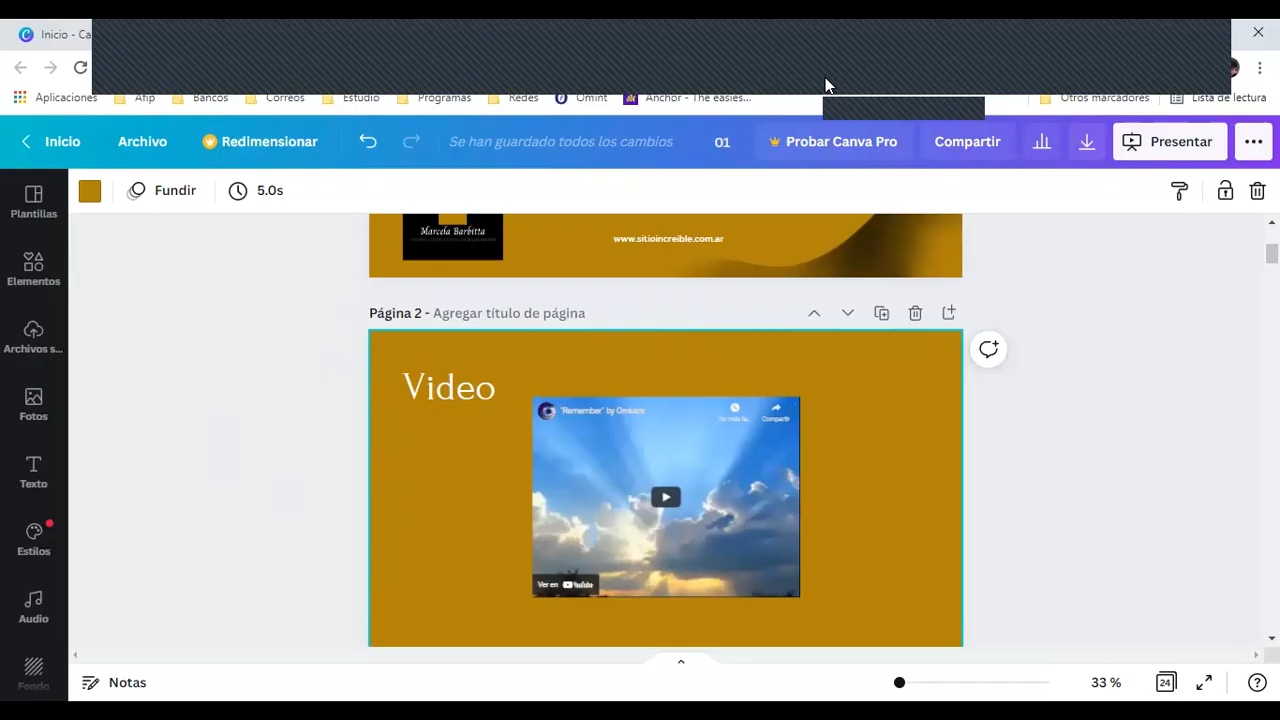 Inicio - Ca
Aplicaciones
Afip
Bancos
Correos
Estudio
Programas
Redes
Omint
Anchor - The easies...
Otros marcadores
Lista de lectura
Inicio
Archivo
Redimensionar
Se han guardado todos los cambios
01
Probar Canva Pro
Compartir
Presentar
Fundir
5.0s
Plantillas
Elementos
Archivos s...
Fotos
Texto
Estilos
Audio
Fondo
Marcela Barbitta
www.sitioincreible.com.ar
Página 2 - Agregar título de página
Video
"Remember" by Omkara
Ver más ta...
Compartir
Ver en YouTube
Notas
33 %
24